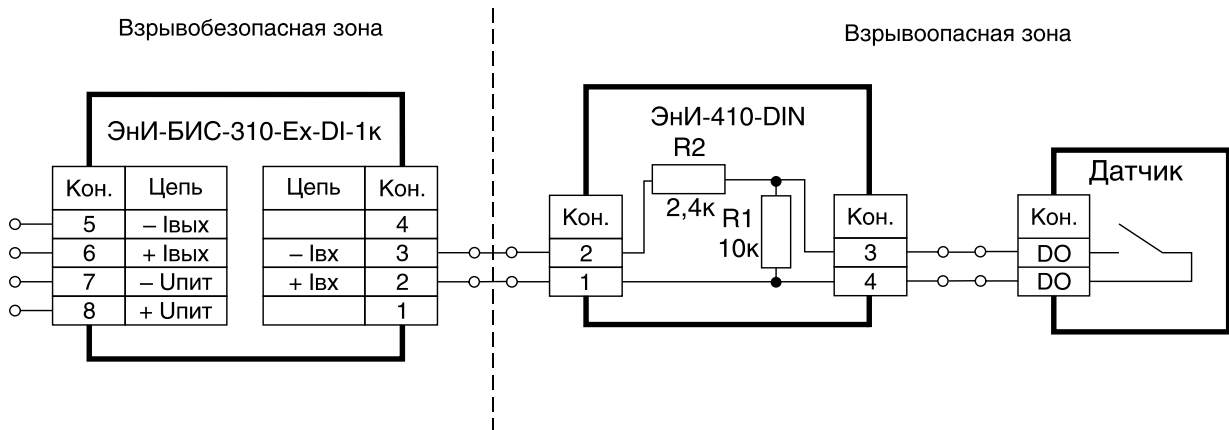 Взрывобезопасная зона
Взрывоопасная зона
ЭнИ-БИС-310-Ex-DI-1к
Кон. Цепь
5 – Iвых
6 + Iвых
7 – Uпит
8 + Uпит
Цепь Кон.
4
– Iвх 3
+ Iвх 2
1
ЭнИ-410-DIN
R2
2,4к
R1
10к
Кон.
2
1
Кон.
3
4
Датчик
Кон.
DO
DO